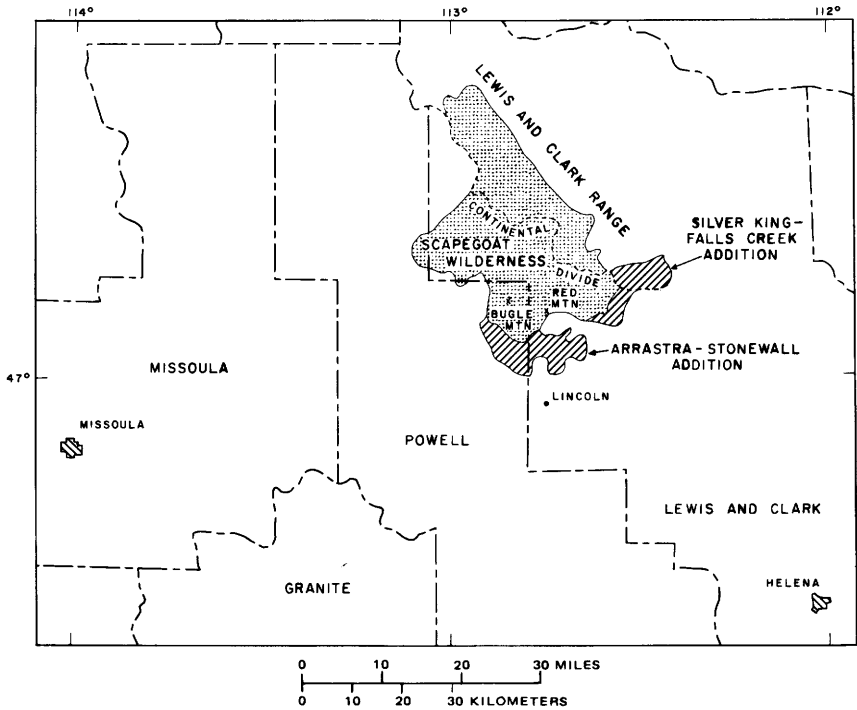 114°
113°
112°
LEWIS AND CLARK RANGE
CONTINENTAL
SCAPEGOAT
WILDERNESS
DIVIDE
RED
MTN
BUGLE
MTN
SILVER KING-
FALLS CREEK
ADDITION
ARRASTRA-STONEWALL
ADDITION
47°
MISSOULA
MISSOULA
LINCOLN
POWELL
LEWIS AND CLARK
GRANITE
HELENA
0 10 20 30 MILES
0 10 20 30 KILOMETERS